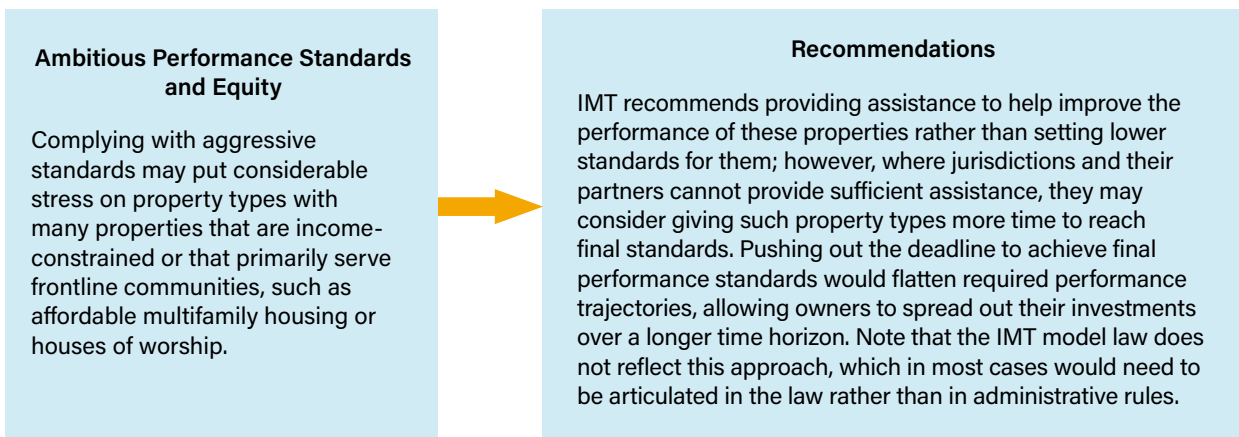 Ambitious Performance Standards
and Equity
Complying with aggressive
standards may put considerable
stress on property types with
many properties that are income-
constrained or that primarily serve
frontline communities, such as
affordable multifamily housing or
houses of worship.
Recommendations
IMT recommends providing assistance to help improve the
performance of these properties rather than setting lower
standards for them; however, where jurisdictions and their
partners cannot provide sufficient assistance, they may
consider giving such property types more time to reach
final standards. Pushing out the deadline to achieve final
performance standards would flatten required performance
trajectories, allowing owners to spread out their investments
over a longer time horizon. Note that the IMT model law does
not reflect this approach, which in most cases would need to
be articulated in the law rather than in administrative rules.